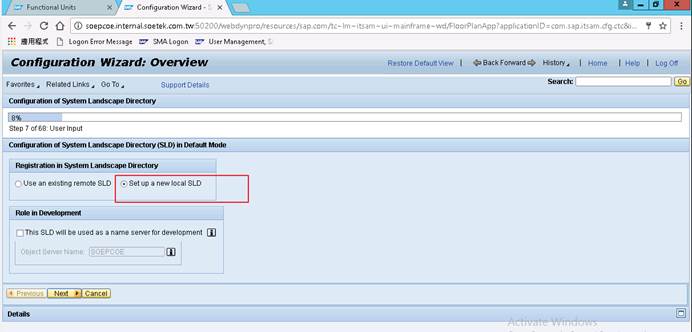 Functional Units
Configuration Wizard - S
soepcoe.internal.soetek.com.tw:50200/webdynpro/resources/sap.com/tc~lm~itsam~ui~mainframe~wd/FloorPlanApp?applicationID=com.sap.itsam.cfg.ctc&i...
應用程式 Logon Error Message SMA Logon User Management, S
Configuration Wizard: Overview
Restore Default View Back Forward History Home Help Log Off
Favorites Related Links Go To Support Details Search: Go
Configuration of System Landscape Directory
8%
Step 7 of 68: User Input
Configuration of System Landscape Directory (SLD) in Default Mode
Registration in System Landscape Directory
Use an existing remote SLD Set up a new local SLD
Role in Development
This SLD will be used as a name server for development
Object Server Name: SOEPCOE
Previous Next Cancel
Activate Windows
Details